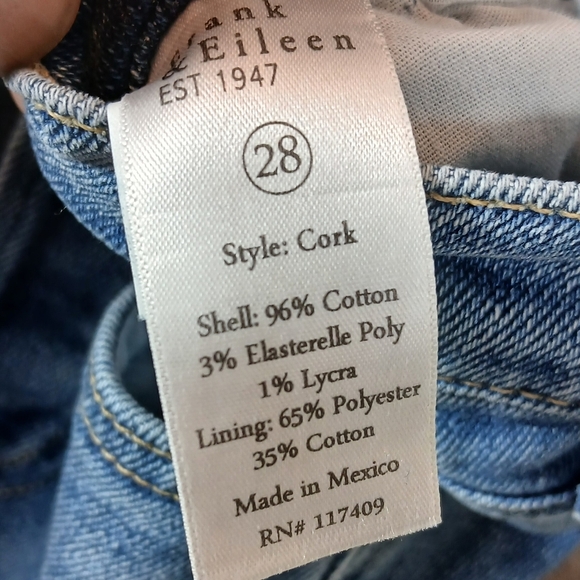 ank
& Eileen
EST 1947
28
Style: Cork
Shell: 96% Cotton
3% Elasterelle Poly
1% Lycra
Lining: 65% Polyester
35% Cotton
Made in Mexico
RN# 117409